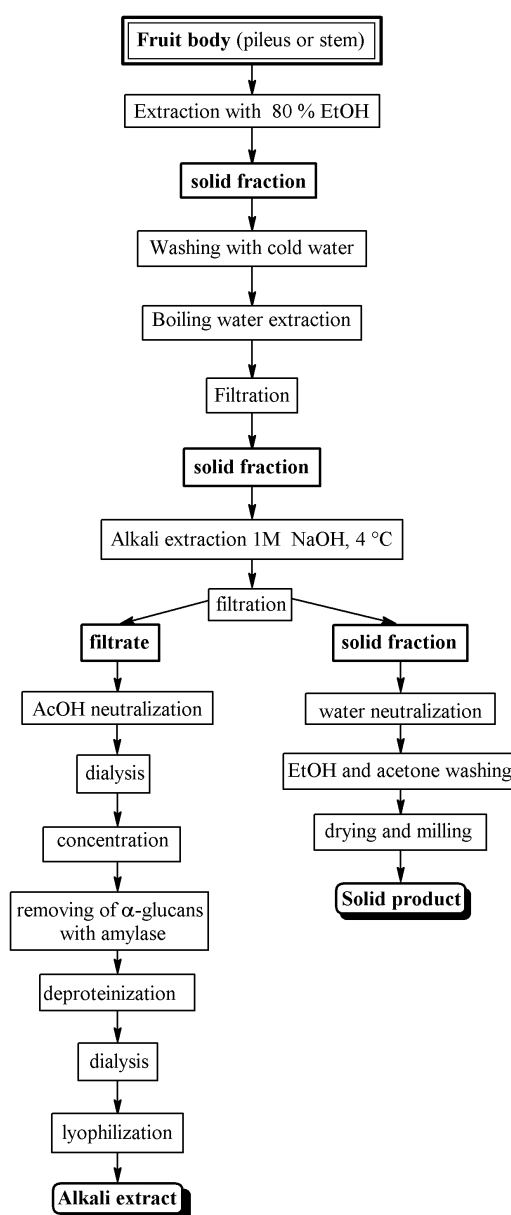 Fruit body (pileus or stem)
Extraction with 80 % EtOH
solid fraction
Washing with cold water
Boiling water extraction
Filtration
solid fraction
Alkali extraction 1M NaOH, 4 °C
filtration
filtrate
AcOH neutralization
dialysis
concentration
removing of α-glucans
with amylase
deproteinization
dialysis
lyophilization
Alkali extract
solid fraction
water neutralization
EtOH and acetone washing
drying and milling
Solid product